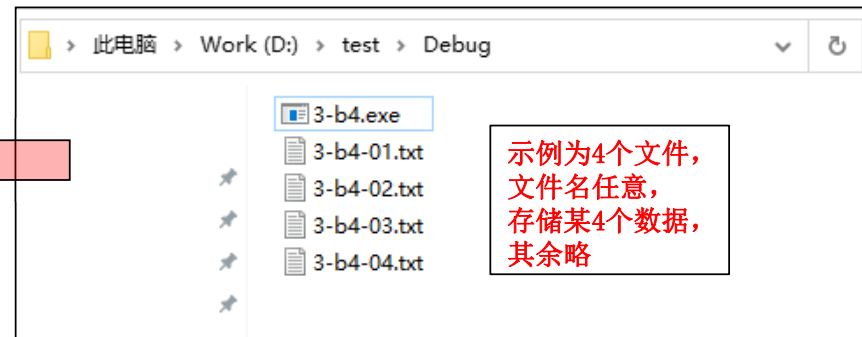 此电脑 > Work (D:) > test > Debug
3-b4.exe
3-b4-01.txt
3-b4-02.txt
3-b4-03.txt
3-b4-04.txt
示例为4个文件，
文件名任意，
存储某4个数据，
其余略